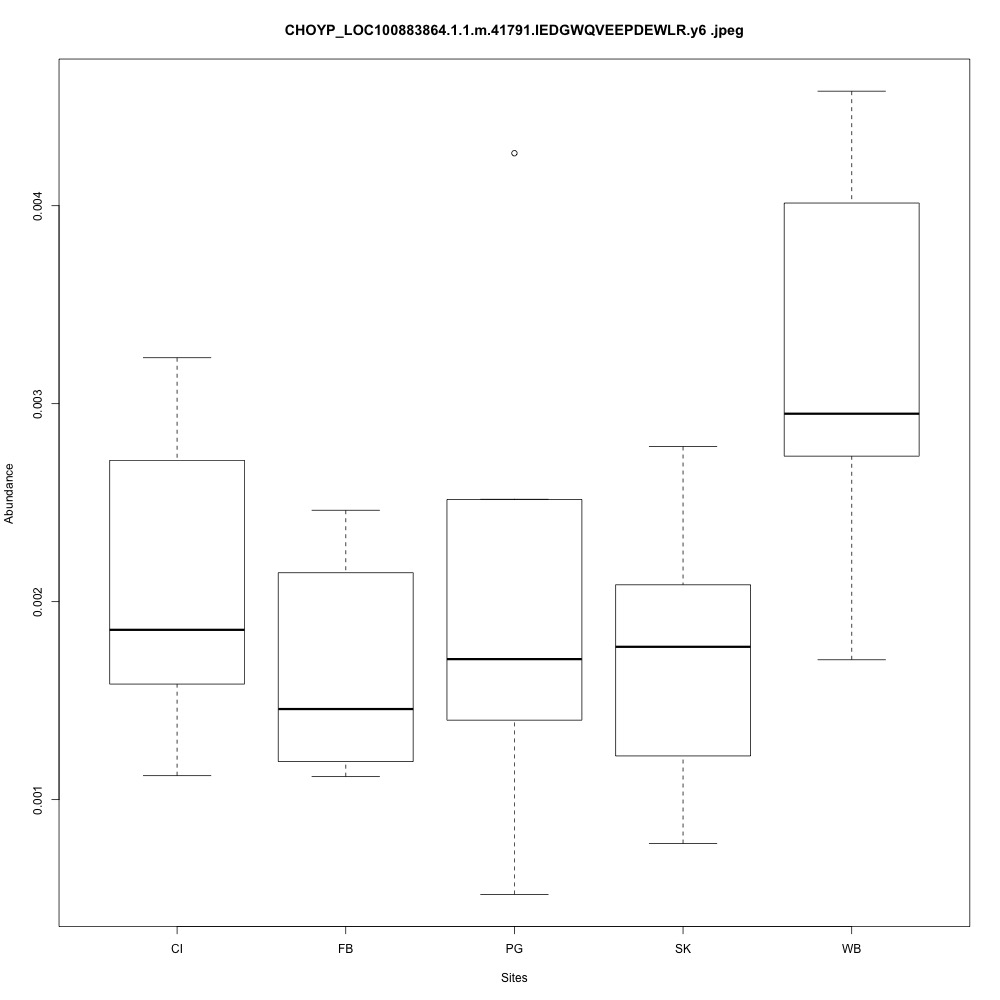 CHOYP_LOC100883864.1.1.m.41791.IEDGWQVEEPDEWLR.y6 .jpeg
Abundance
0.004
0.003
0.002
0.001
CI FB PG SK WB
Sites